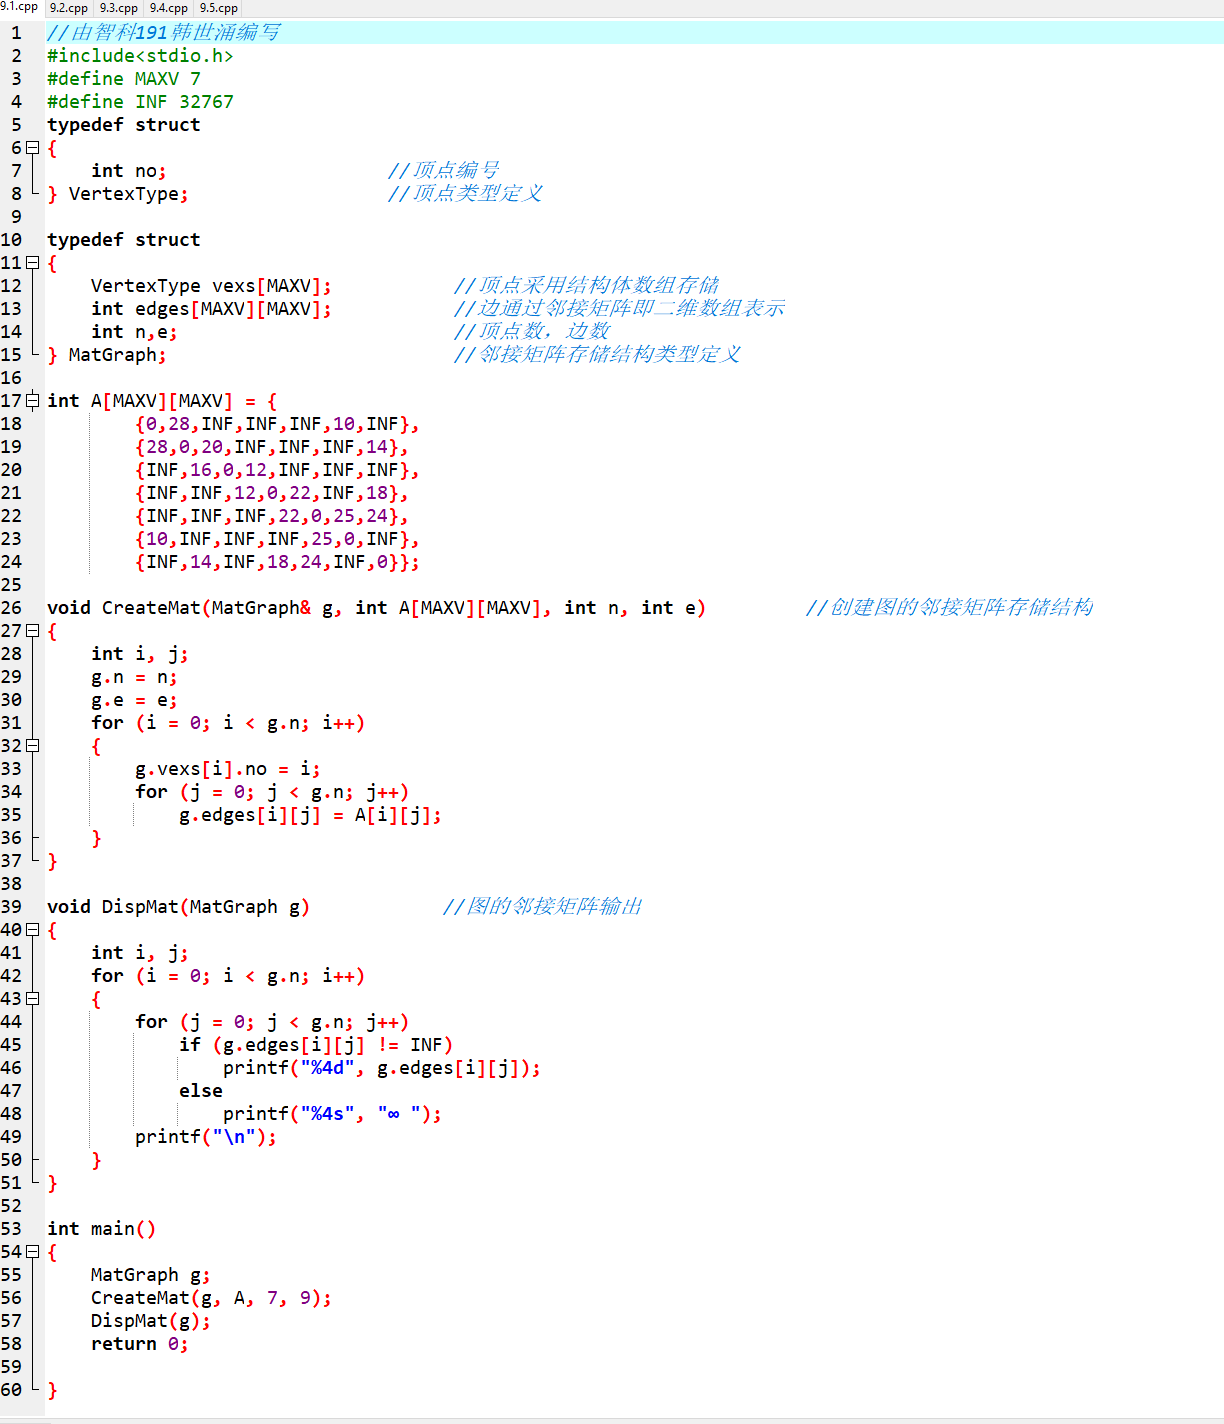 9.1.cpp 9.2.cpp 9.3.cpp 9.4.cpp 9.5.cpp
1 //由智科191韩世涌编写
2 #include<stdio.h>
3 #define MAXV 7
4 #define INF 32767
5 typedef struct
6 {
7 int no; //顶点编号
8 } VertexType; //顶点类型定义
9
10 typedef struct
11 {
12 VertexType vexs[MAXV]; //顶点采用结构体数组存储
13 int edges[MAXV][MAXV]; //边通过邻接矩阵即二维数组表示
14 int n,e; //顶点数，边数
15 } MatGraph; //邻接矩阵存储结构类型定义
16
17 int A[MAXV][MAXV] = {
18 {0,28,INF,INF,INF,10,INF},
19 {28,0,20,INF,INF,INF,14},
20 {INF,16,0,12,INF,INF,INF},
21 {INF,INF,12,0,22,INF,18},
22 {INF,INF,INF,22,0,25,24},
23 {10,INF,INF,INF,25,0,INF},
24 {INF,14,INF,18,24,INF,0}};
25
26 void CreateMat(MatGraph& g, int A[MAXV][MAXV], int n, int e) //创建图的邻接矩阵存储结构
27 {
28 int i, j;
29 g.n = n;
30 g.e = e;
31 for (i = 0; i < g.n; i++)
32 {
33 g.vexs[i].no = i;
34 for (j = 0; j < g.n; j++)
35 g.edges[i][j] = A[i][j];
36 }
37 }
38
39 void DispMat(MatGraph g) //图的邻接矩阵输出
40 {
41 int i, j;
42 for (i = 0; i < g.n; i++)
43 {
44 for (j = 0; j < g.n; j++)
45 if (g.edges[i][j] != INF)
46 printf("%4d", g.edges[i][j]);
47 else
48 printf("%4s", "∞ ");
49 printf("\n");
50 }
51 }
52
53 int main()
54 {
55 MatGraph g;
56 CreateMat(g, A, 7, 9);
57 DispMat(g);
58 return 0;
59
60 }